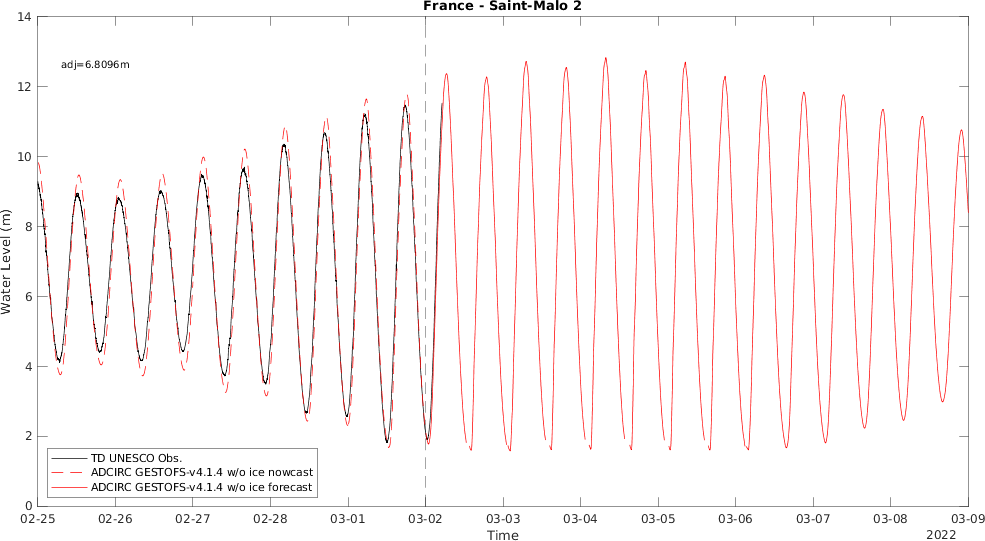 France - Saint-Malo 2
14
adj=6.8096m
12
10
8
6
4
2
0
Water Level (m)
TD UNESCO Obs.
ADCIRC GESTOFS-v4.1.4 w/o ice nowcast
ADCIRC GESTOFS-v4.1.4 w/o ice forecast
02-25 02-26 02-27 02-28 03-01 03-02 03-03 03-04 03-05 03-06 03-07 03-08 03-09
Time
2022